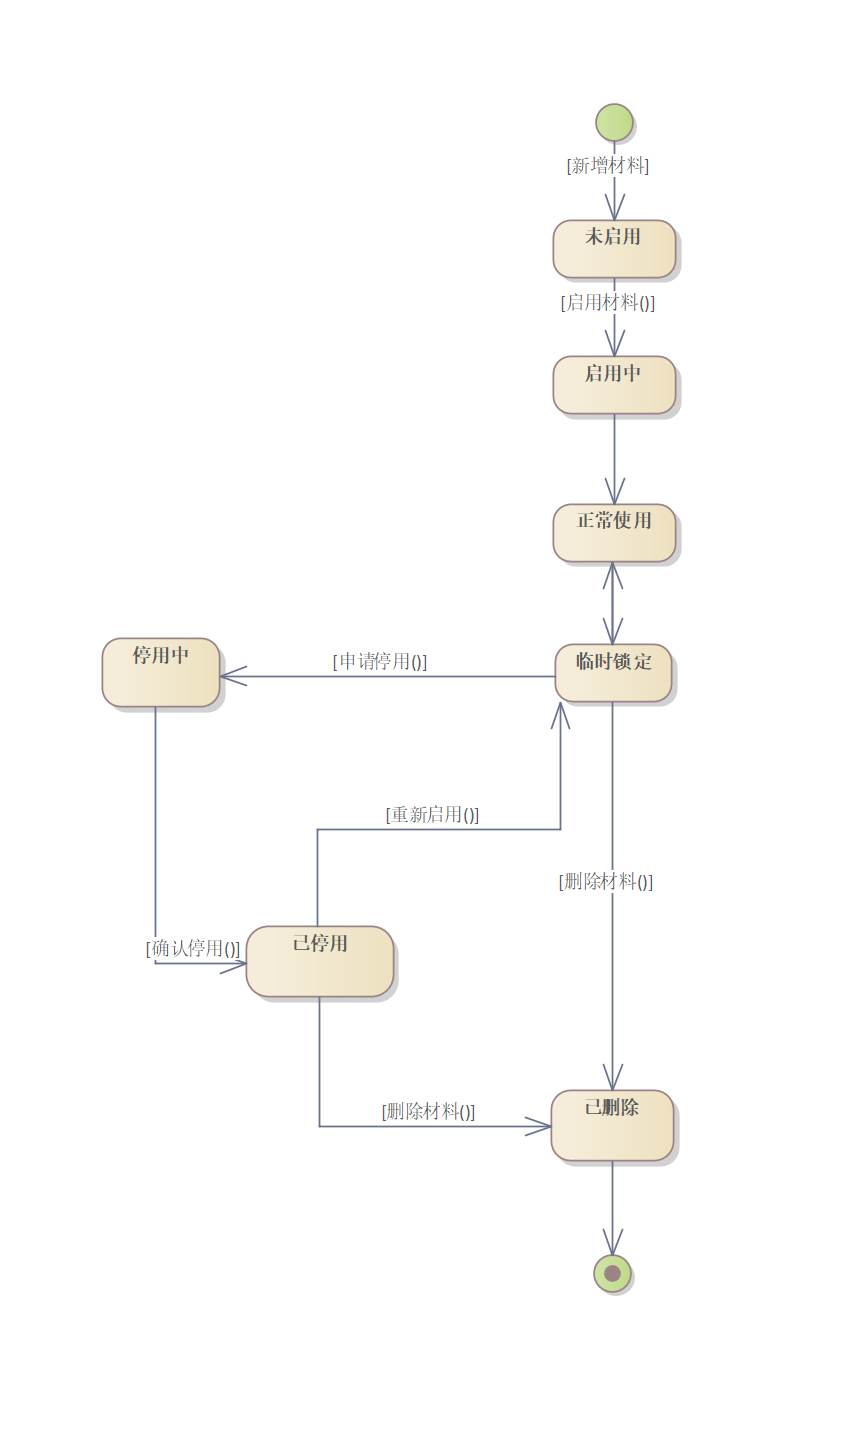 [新增材料]
未启用
[启用材料()]
启用中
正常使用
停用中
[申请停用()]
临时锁定
[重新启用()]
[删除材料()]
[确认停用()]
已停用
[删除材料()]
已删除